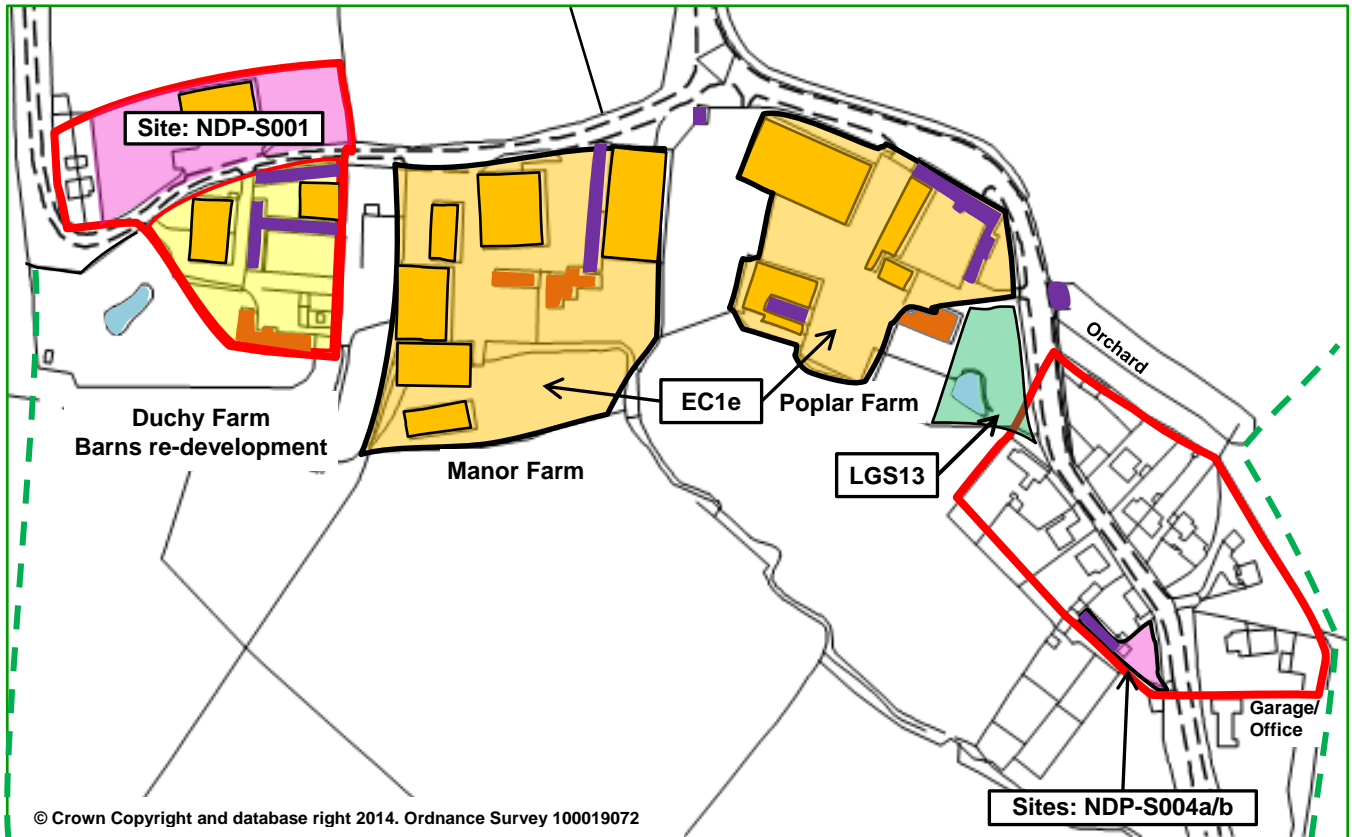 Site: NDP-S001
Orchard
Duchy Farm
Barns re-development
EC1e
Poplar Farm
Manor Farm
LGS13
Garage/
Office
Sites: NDP-S004a/b
© Crown Copyright and database right 2014. Ordnance Survey 100019072